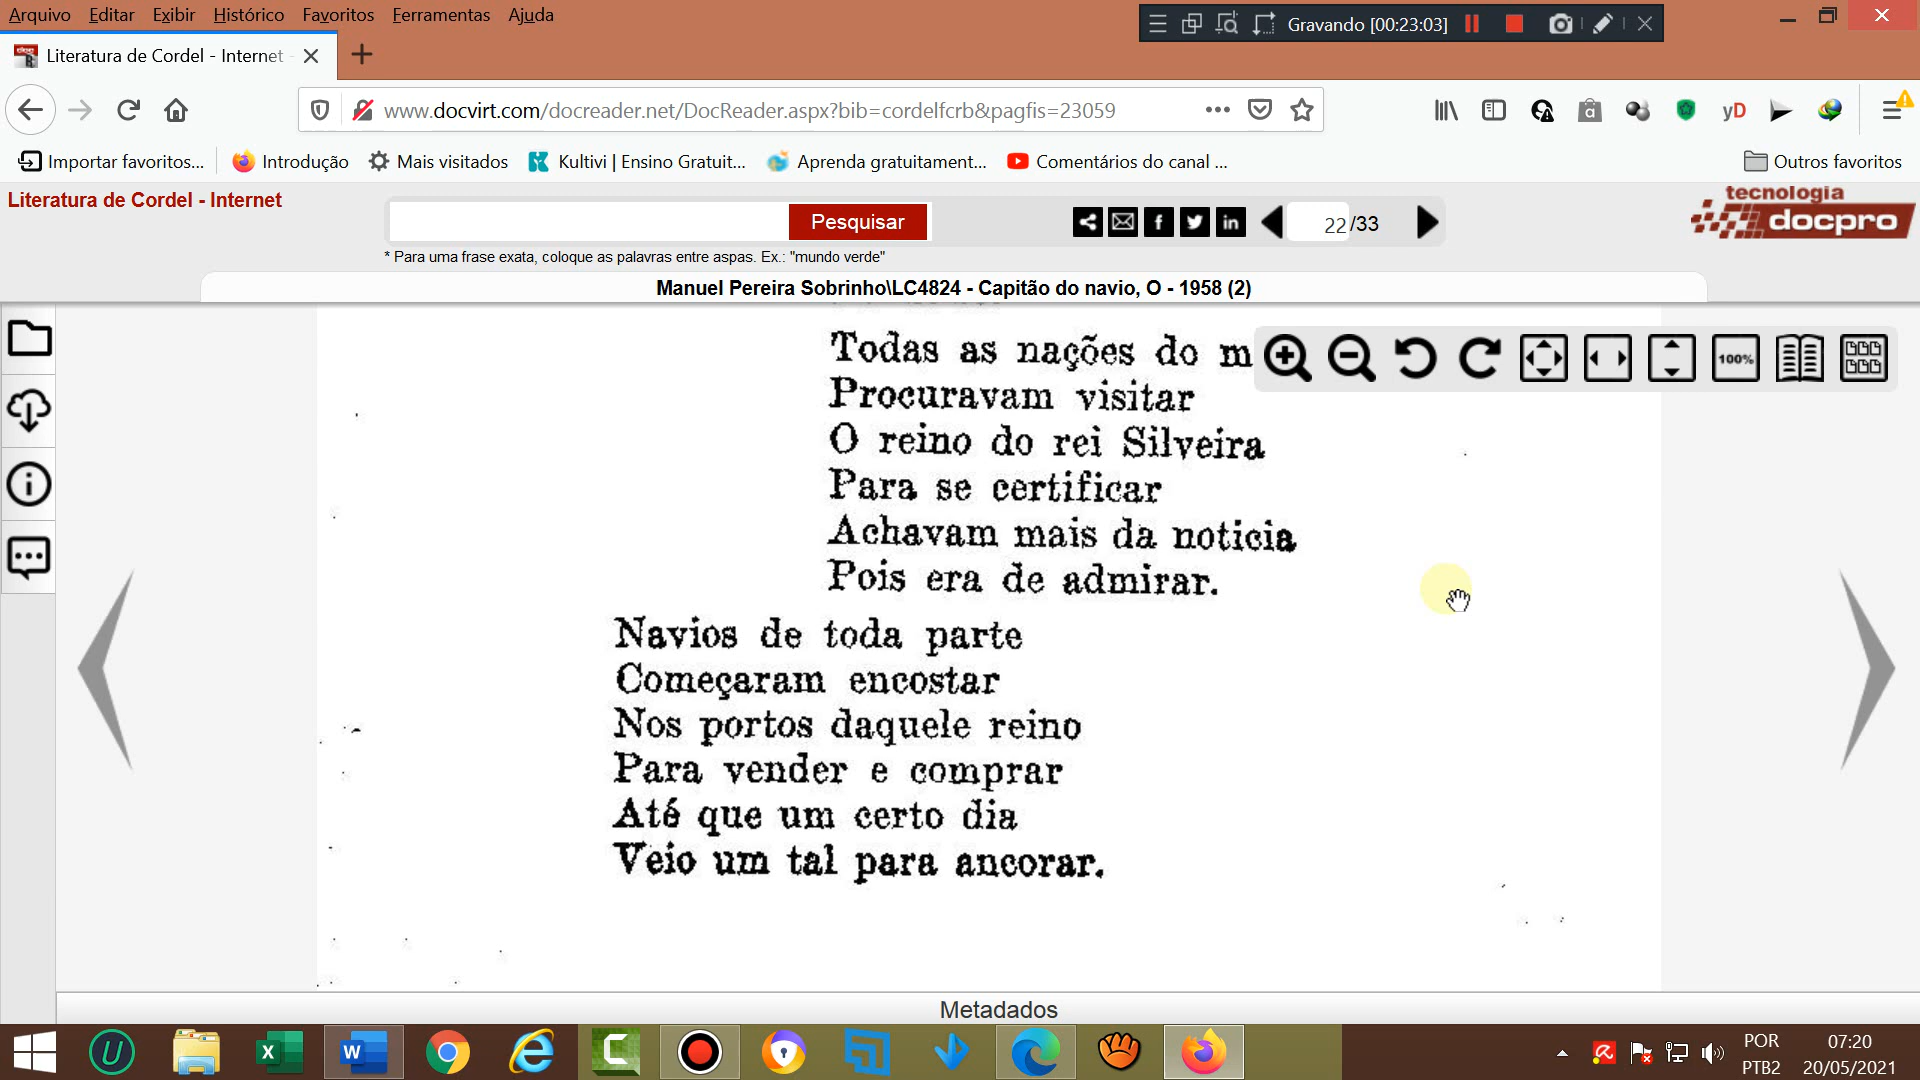 Arquivo Editar Exibir Histórico Favoritos Ferramentas Ajuda
Gravando [00:23:03]
Literatura de Cordel - Internet -
www.docvirt.com/docreader.net/DocReader.aspx?bib=cordelfcrb&pagfis=23059
yD
Importar favoritos... Introdução Mais visitados Kultivi | Ensino Gratuit... Aprenda gratuitament... Comentários do canal ... Outros favoritos
Literatura de Cordel - Internet
Pesquisar
22 /33
tecnologia
docpro
* Para uma frase exata, coloque as palavras entre aspas. Ex.: "mundo verde"
Manuel Pereira Sobrinho\LC4824 - Capitão do navio, O - 1958 (2)
100%
Todas as nações do m
Procuravam visitar
O reino do rei Silveira
Para se certificar
Achavam mais da noticia
Pois era de admirar.
Navios de toda parte
Começaram encostar
Nos portos daquele reino
Para vender e comprar
Até que um certo dia
Veio um tal para ancorar.
Metadados
POR
PTB2
07:20
20/05/2021